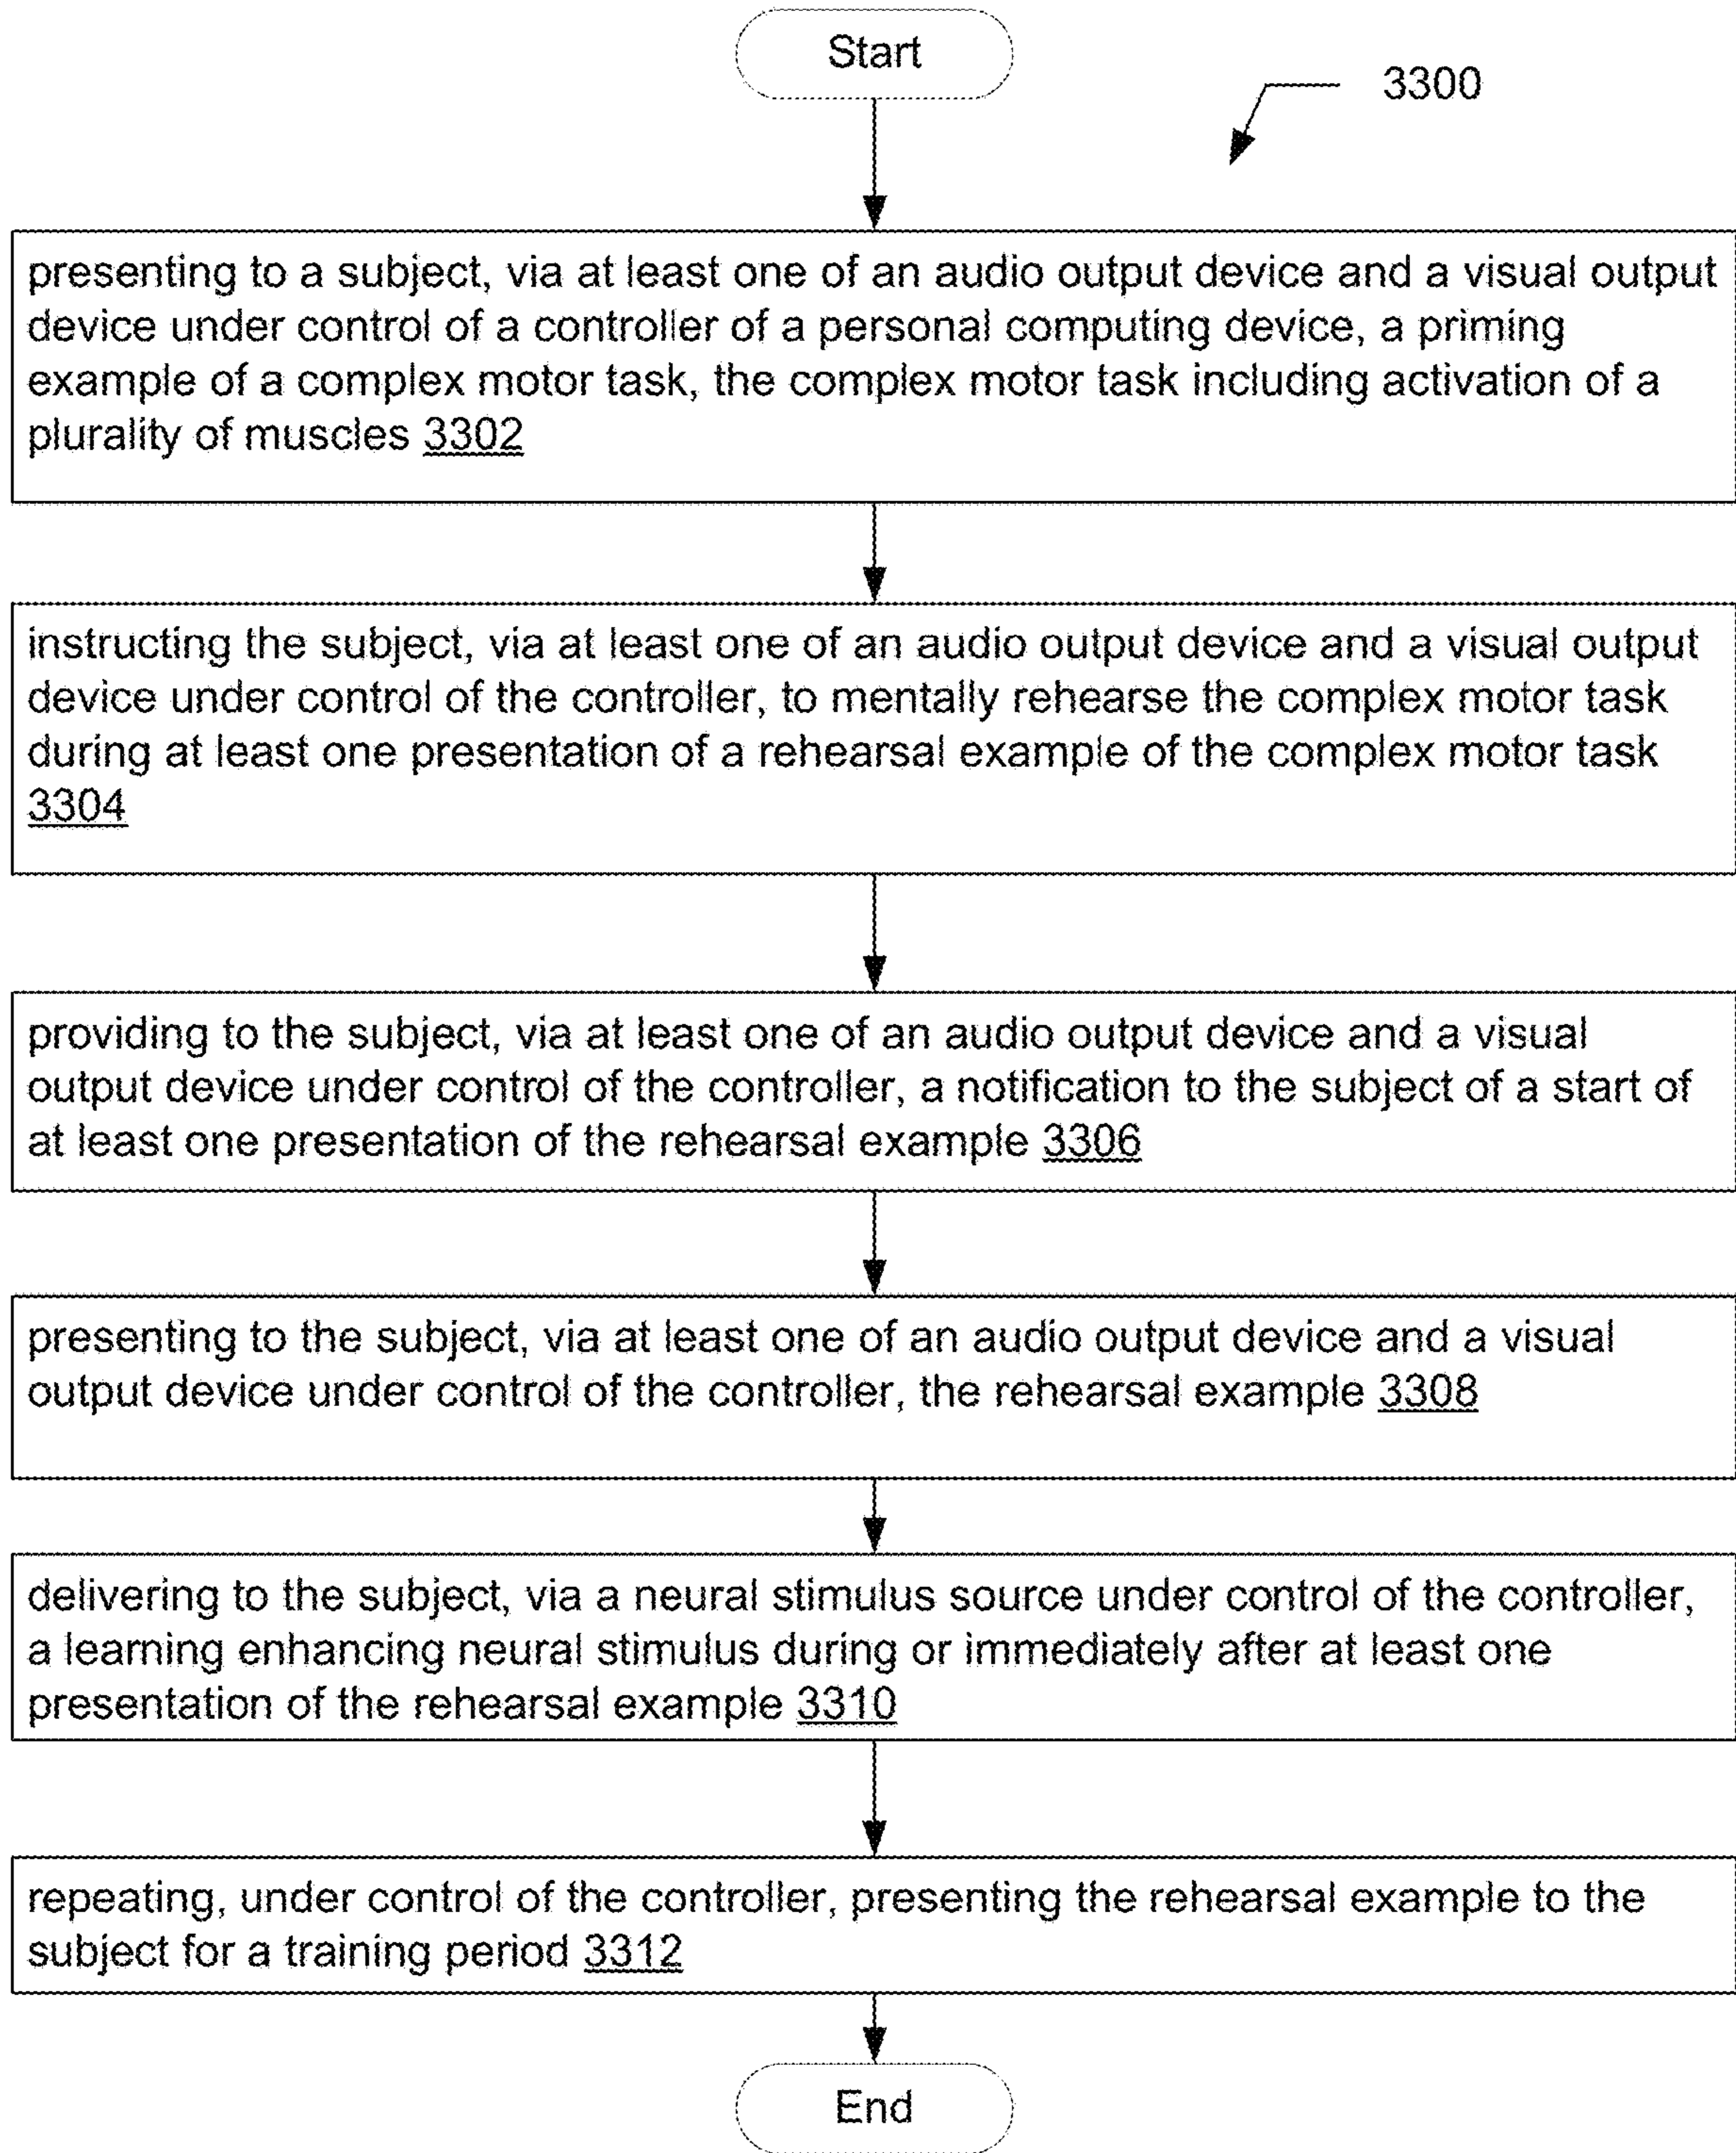 Start
3300
presenting to a subject, via at least one of an audio output device and a visual output
device under control of a controller of a personal computing device, a priming
example of a complex motor task, the complex motor task including activation of a
plurality of muscles 3302
instructing the subject, via at least one of an audio output device and a visual output
device under control of the controller, to mentally rehearse the complex motor task
during at least one presentation of a rehearsal example of the complex motor task
3304
providing to the subject, via at least one of an audio output device and a visual
output device under control of the controller, a notification to the subject of a start of
at least one presentation of the rehearsal example 3306
presenting to the subject, via at least one of an audio output device and a visual
output device under control of the controller, the rehearsal example 3308
delivering to the subject, via a neural stimulus source under control of the controller,
a learning enhancing neural stimulus during or immediately after at least one
presentation of the rehearsal example 3310
repeating, under control of the controller, presenting the rehearsal example to the
subject for a training period 3312
End